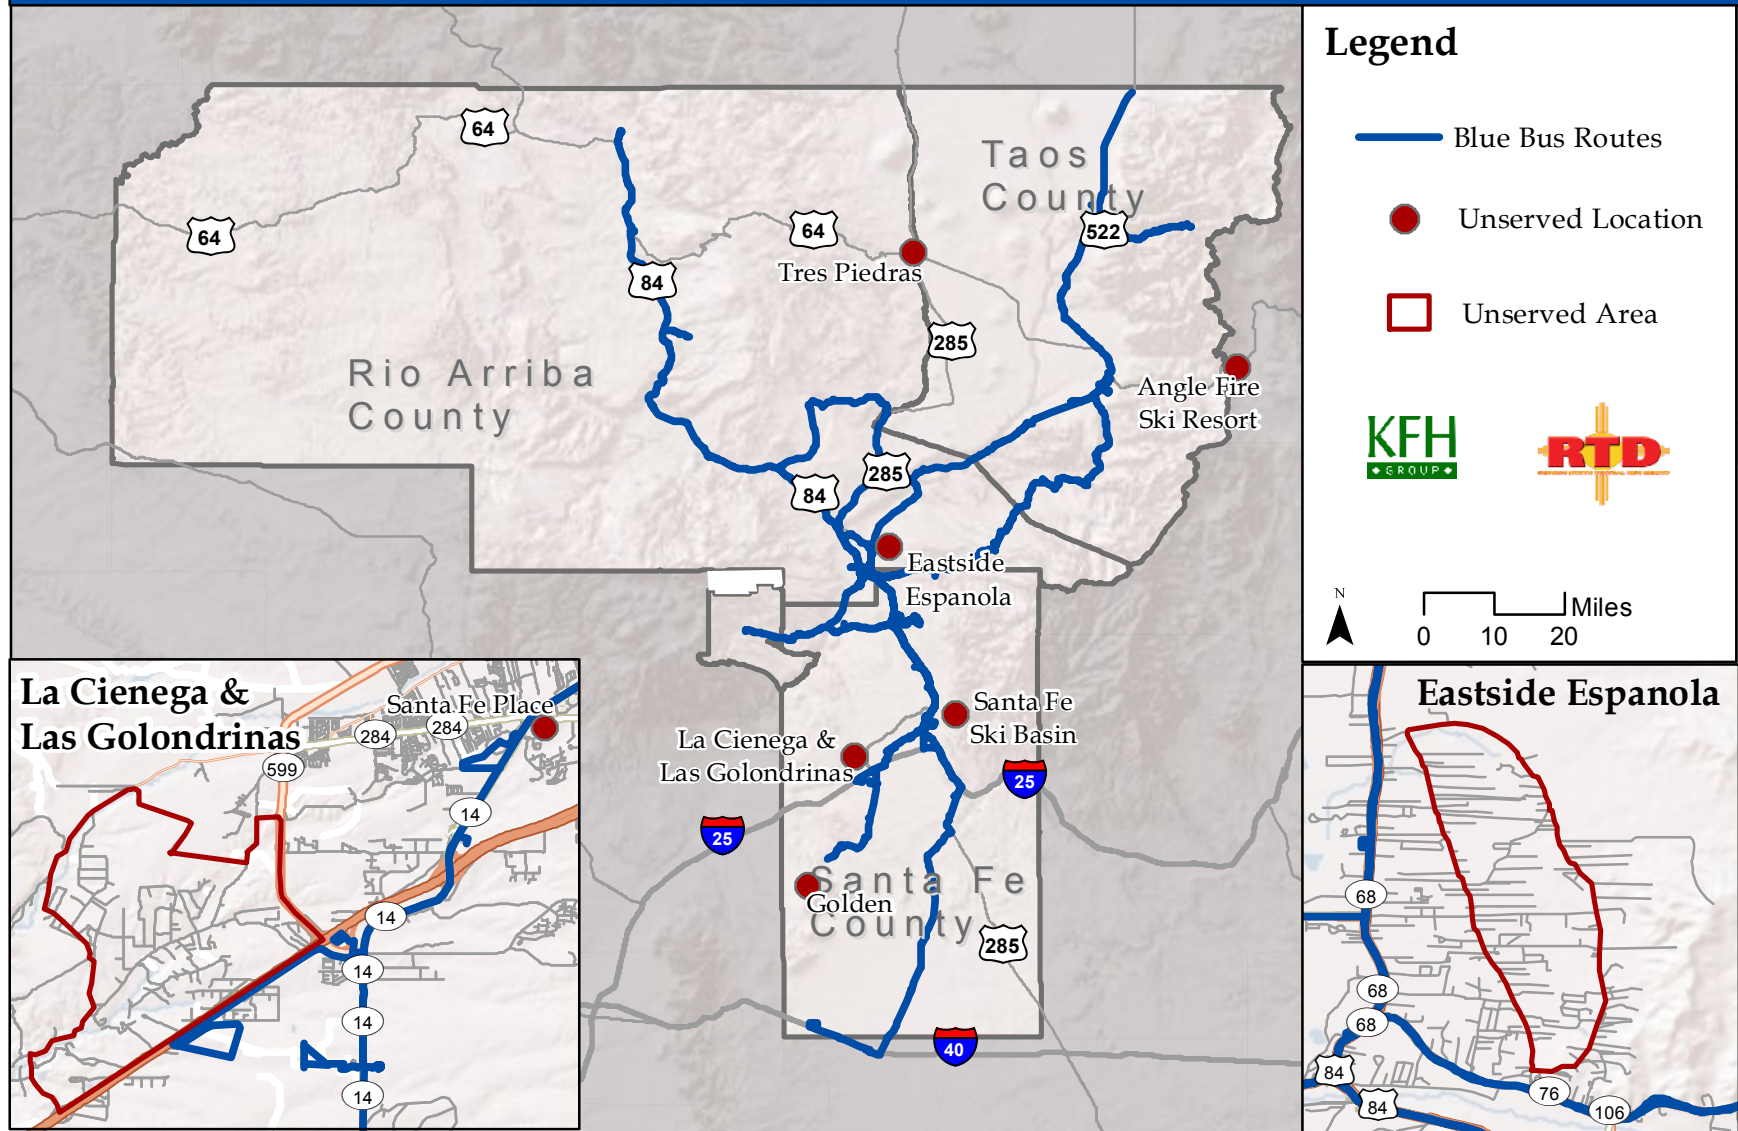 64
64
64
Taos
County
522
84
Tres Piedras
285
Rio Arriba
County
Angle Fire
Ski Resort
285
84
Eastside
Espanola
Santa Fe
Ski Basin
La Cienega &
Las Golondrinas
25
25
Santa Fe
County
Golden
285
40
Legend
Blue Bus Routes
Unserved Location
Unserved Area
KFH
GROUP
RTD
N
Miles
0 10 20
La Cienega &
Las Golondrinas
Santa Fe Place
284
284
599
14
14
14
14
14
Eastside Espanola
68
68
68
84
84
76
106